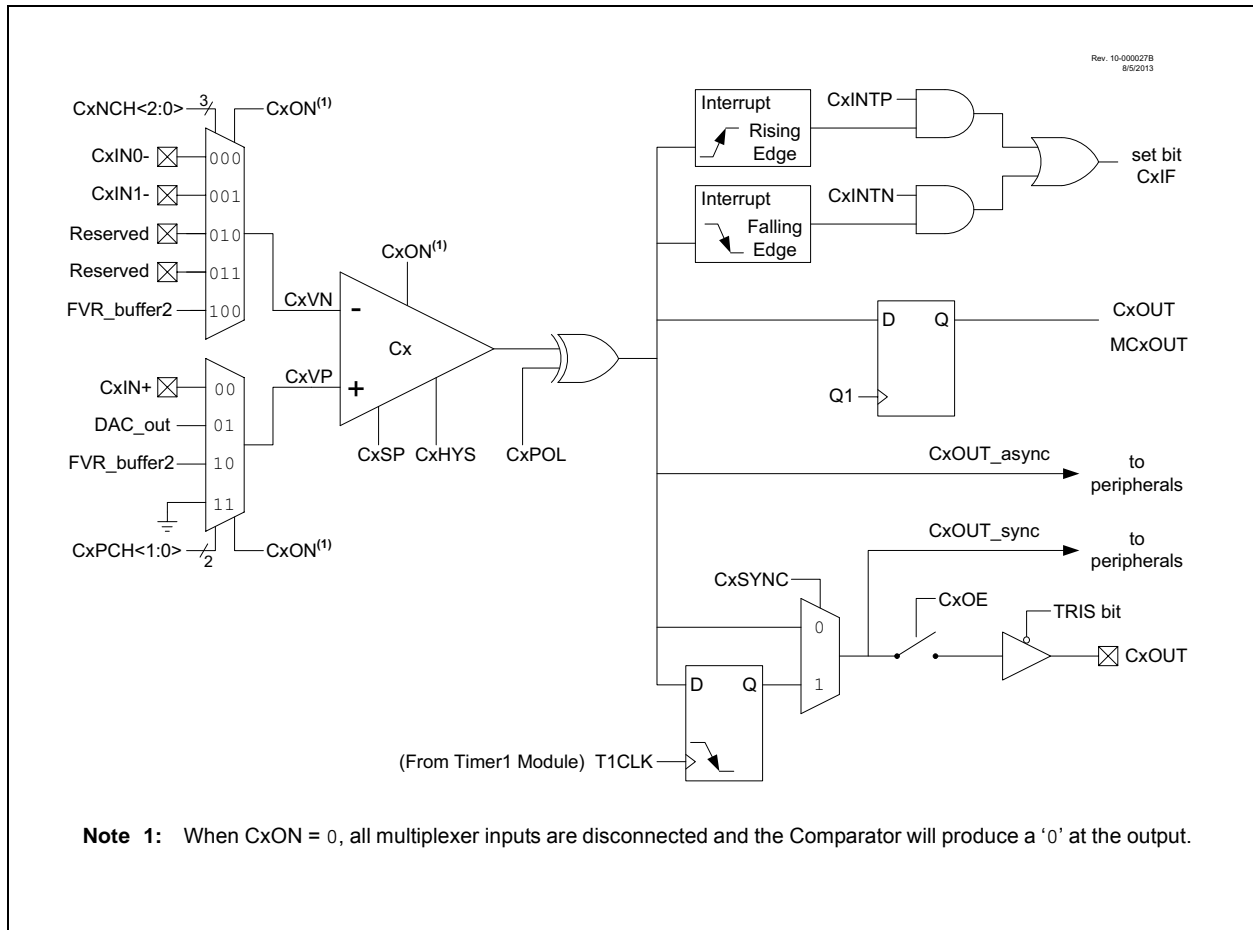 Rev. 10-000027B
8/5/2013
CxNCH<2:0>
3
CxON(1)
CxIN0-
000
CxIN1-
001
Reserved
010
Reserved
011
FVR_buffer2
100
CxVN
CxON(1)
-
Cx
+
CxVP
CxIN+
00
DAC_out
01
FVR_buffer2
10
11
CxPCH<1:0>
2
CxON(1)
CxSP
CxHYS
CxPOL
Interrupt
Rising
Edge
CxINTP
Interrupt
Falling
Edge
CxINTN
set bit
CxIF
D
Q
Q1
CxOUT
MCxOUT
CxOUT_async
to
peripherals
CxOUT_sync
to
peripherals
CxSYNC
0
1
CxOE
TRIS bit
CxOUT
D
Q
(From Timer1 Module) T1CLK
Note 1: When CxON = 0, all multiplexer inputs are disconnected and the Comparator will produce a ‘0’ at the output.